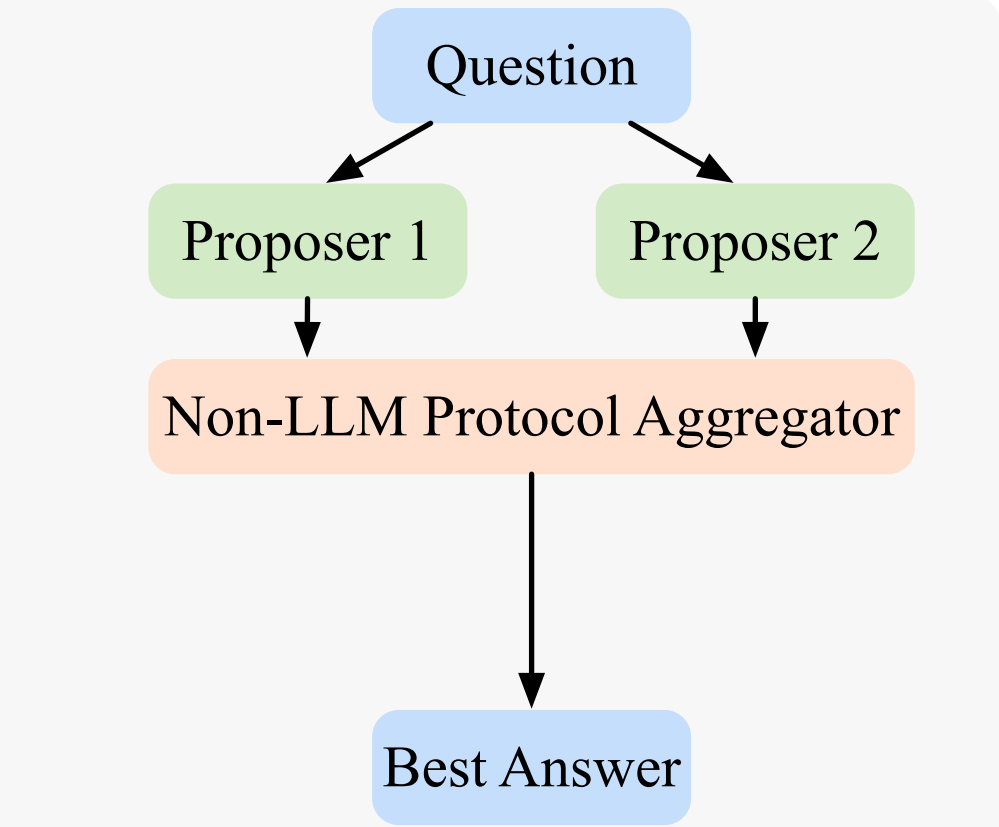 Question
Proposer 1
Proposer 2
Non-LLM Protocol Aggregator
Best Answer